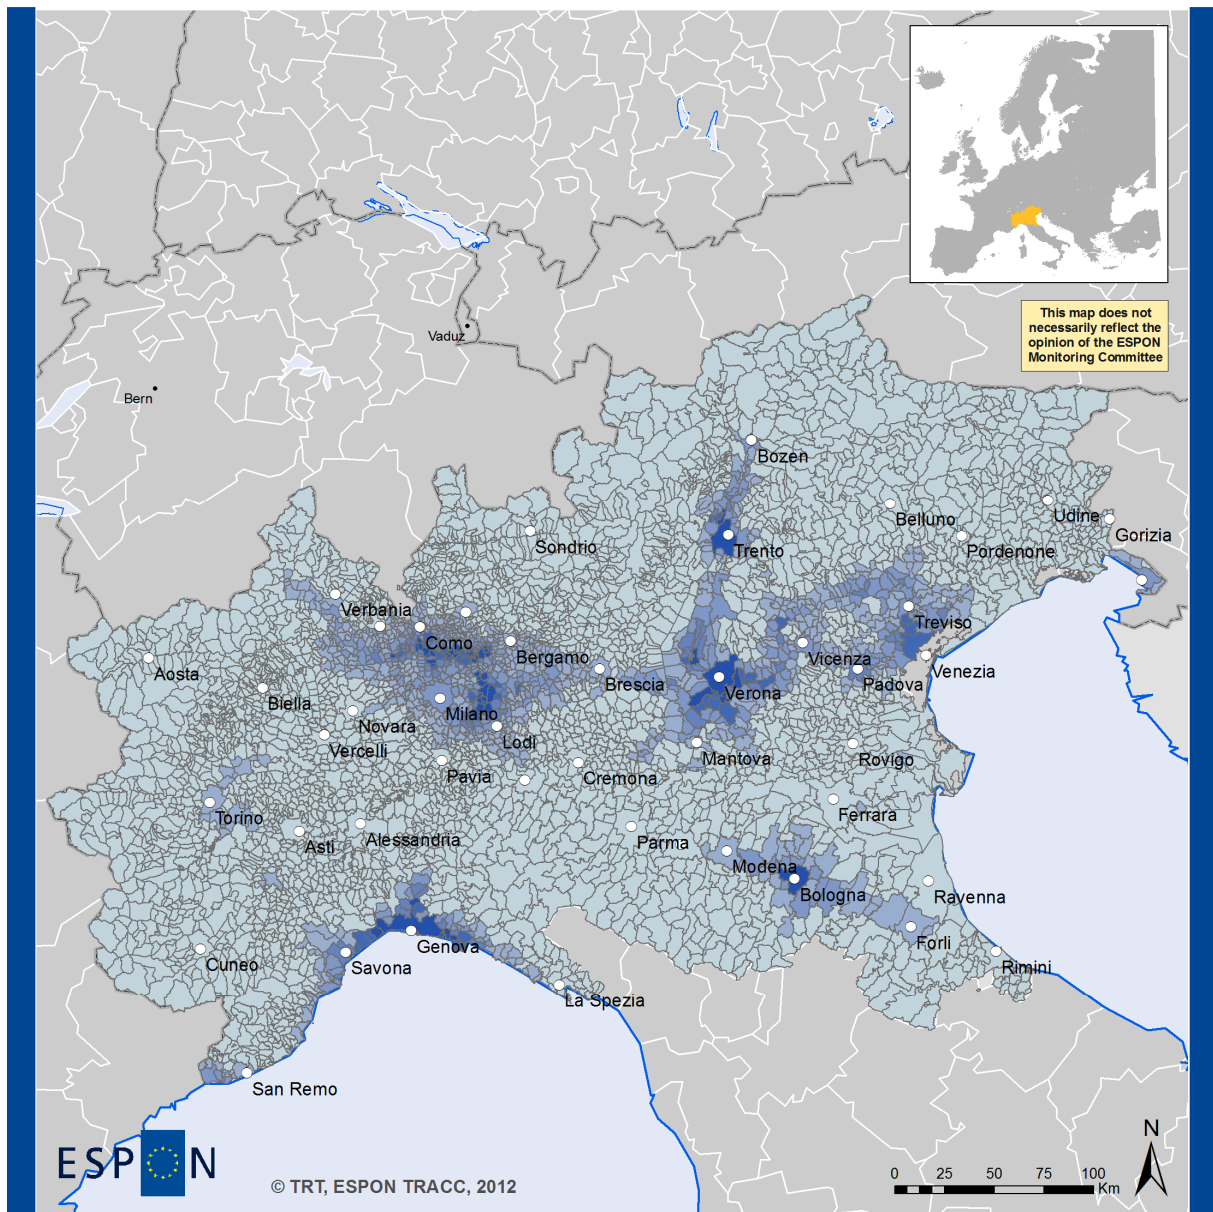 This map does not
necessarily reflect the
opinion of the ESPON
Monitoring Committee
Vaduz
Bern
Bozen
Belluno
Udine
Gorizia
Sondrio
Trento
Pordenone
Verbania
Treviso
Como
Bergamo
Vicenza
Venezia
Aosta
Brescia
Padova
Biella
Verona
Milano
Novara
Lodi
Vercelli
Mantova
Rovigo
Pavia
Cremona
Torino
Ferrara
Asti
Alessandria
Parma
Modena
Bologna
Ravenna
Genova
Forli
Cuneo
Savona
Rimini
La Spezia
San Remo
N
ESPON
© TRT, ESPON TRACC, 2012
0 25 50 75 100
Km